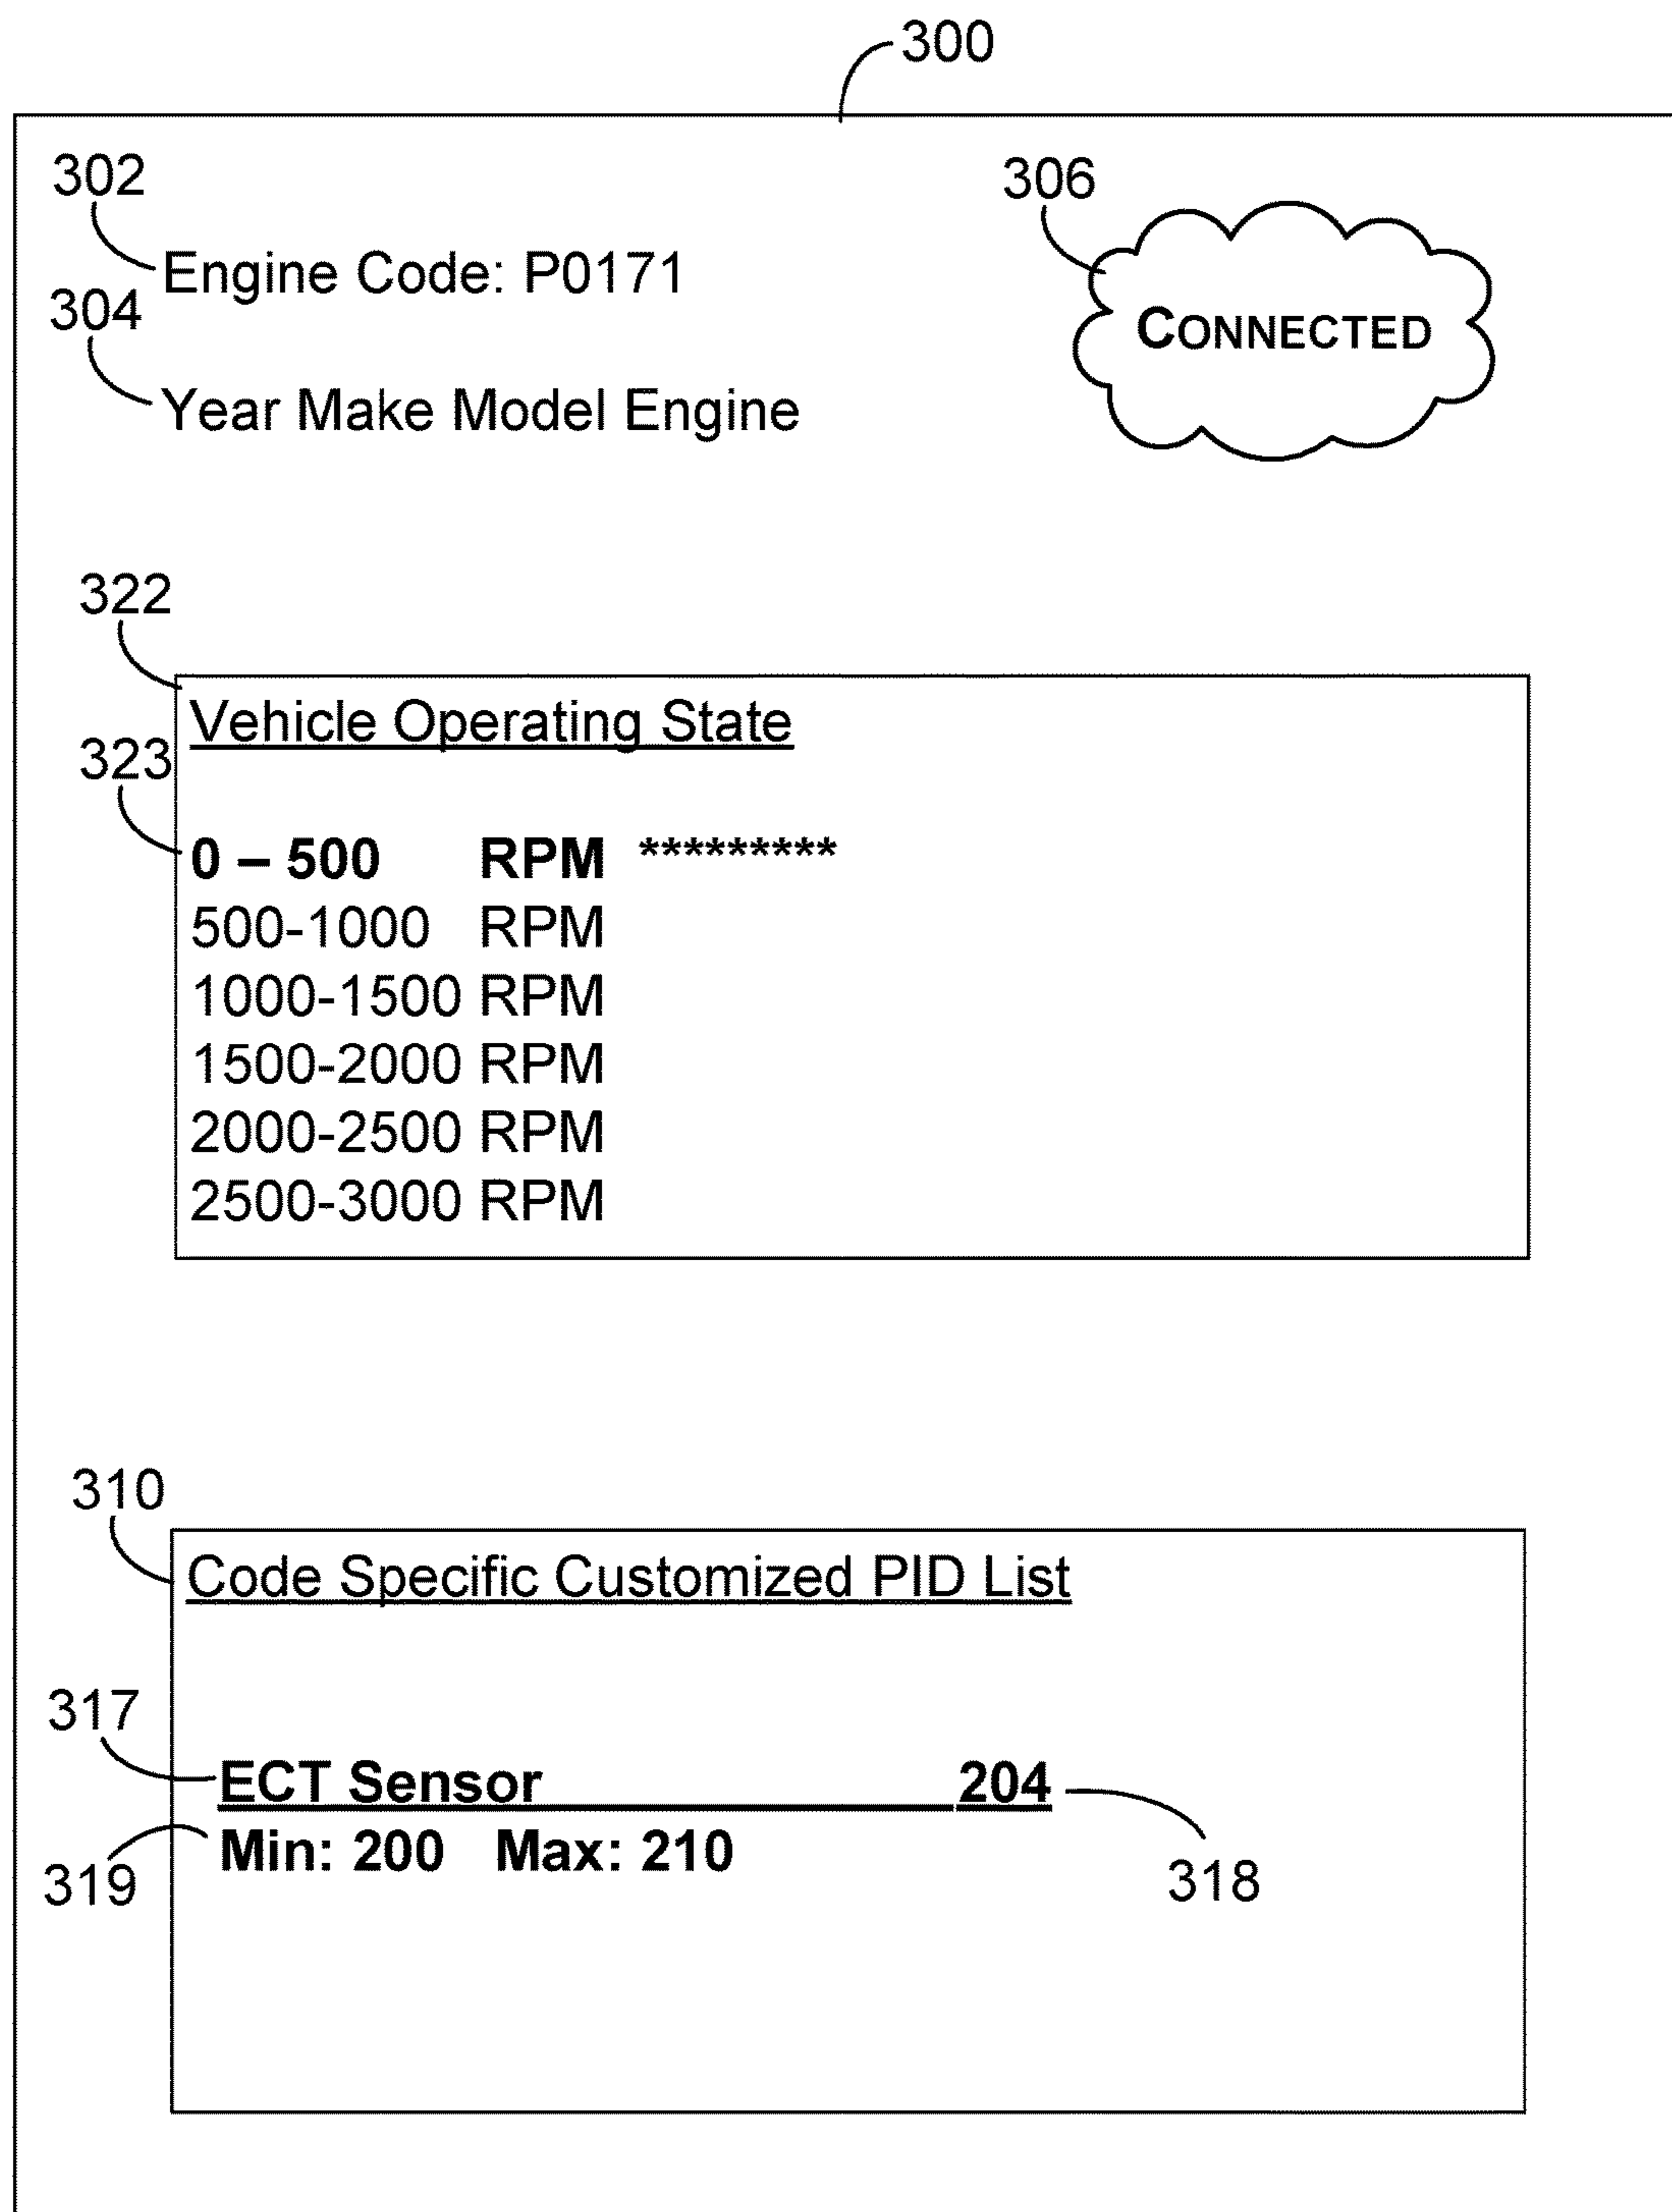 300
302
306
Engine Code: P0171
304
CONNECTED
Year Make Model Engine
322
Vehicle Operating State
323
0 – 500 RPM *********
500-1000 RPM
1000-1500 RPM
1500-2000 RPM
2000-2500 RPM
2500-3000 RPM
310
Code Specific Customized PID List
317
ECT Sensor 204
Min: 200 Max: 210
319
318